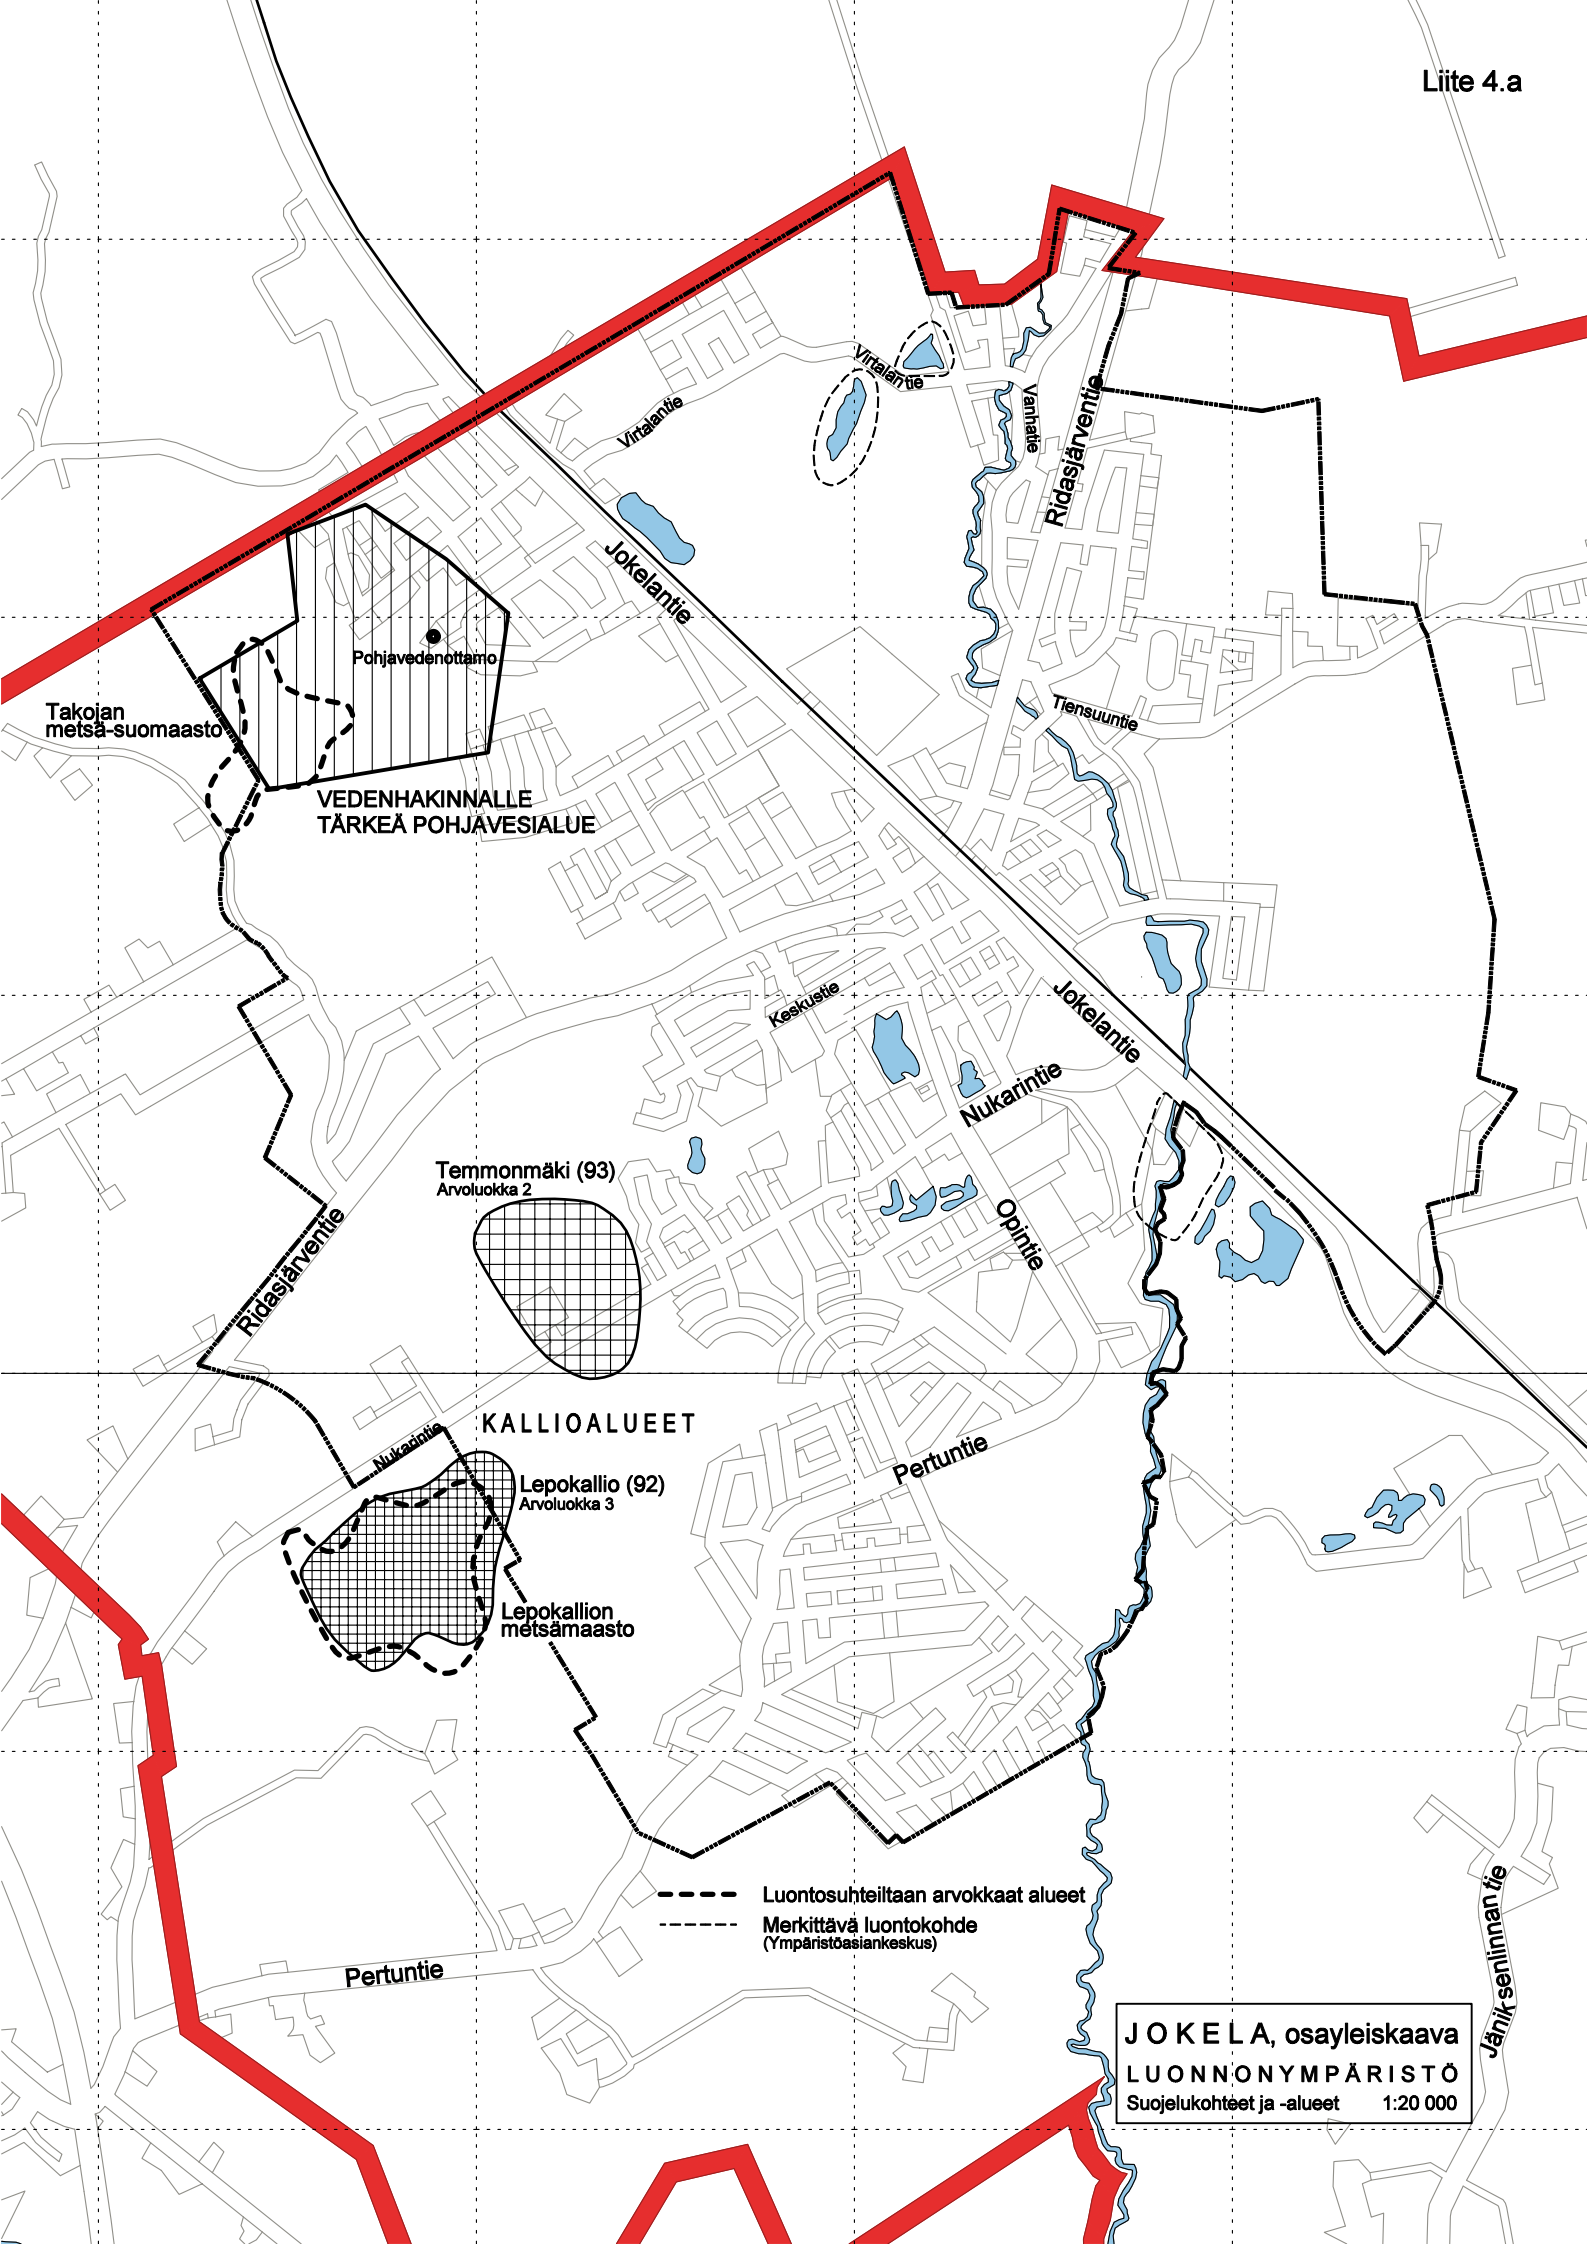 Liite 4.a
Virtalantie
Virtalantie
Vanhatie
Ridasjärventie
Jokelantie
Pohjavedenottamo
Takojan
metsä-suomaasto
Tiensuuntie
VEDENHAKINNALLE
TÄRKEÄ POHJAVESIALUE
Keskustie
Jokelantie
Nukarintie
Temmonmäki (93)
Arvoluokka 2
Opintie
Ridasjärventie
KALLIOALUEET
Nukarintie
Pertuntie
Lepokallio (92)
Arvoluokka 3
Lepokallion
metsämaasto
Luontosuhteiltaan arvokkaat alueet
Merkittävä luontokohde
(Ympäristöasiankeskus)
Pertuntie
Jäniksenlinnantie
JOKELA, osayleiskaava
LUONNONYMPÄRISTÖ
Suojelukohteet ja -alueet 1:20 000